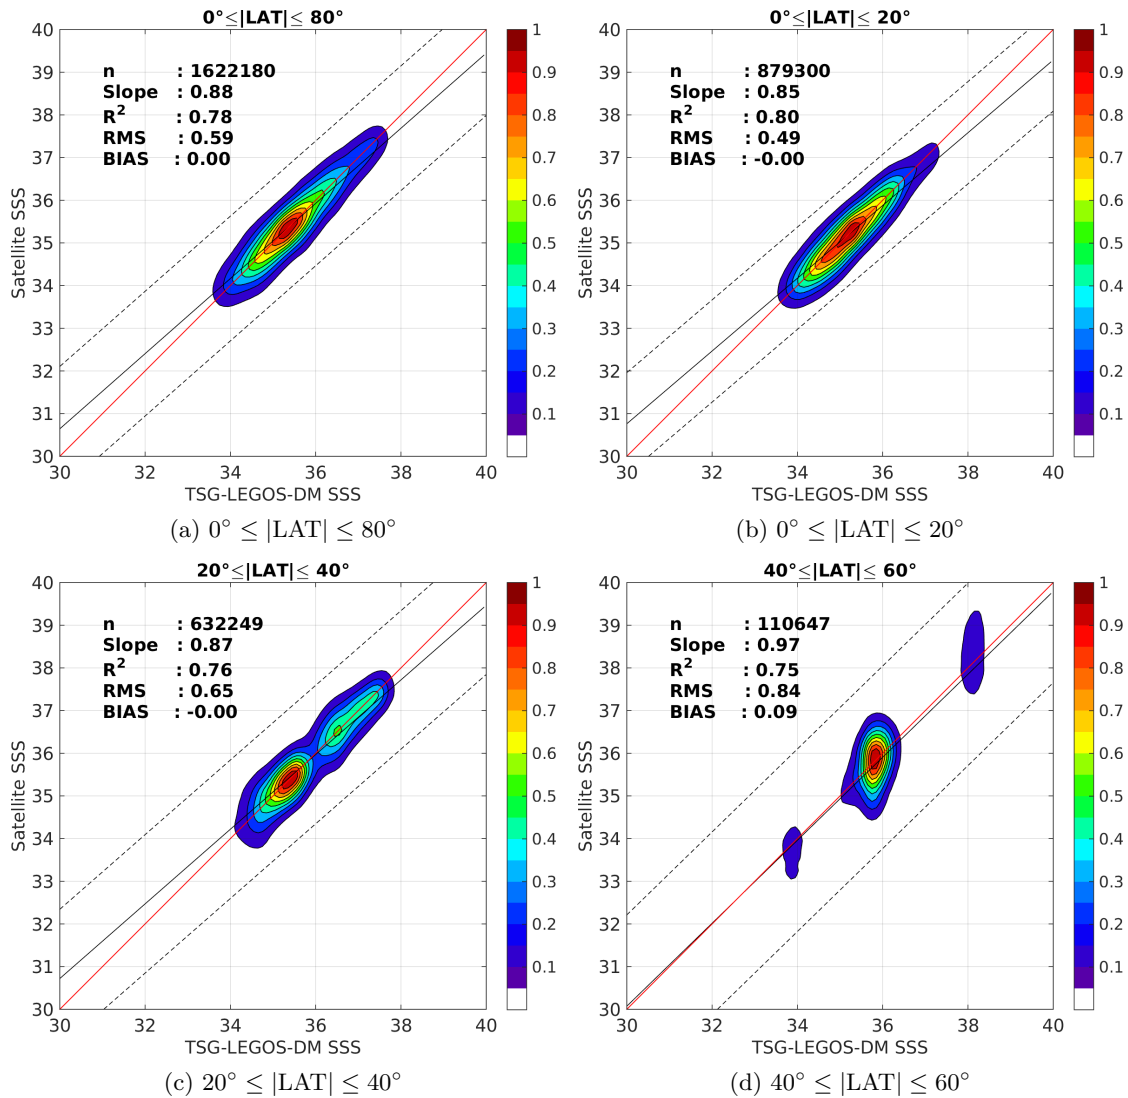 0°≤|LAT|≤ 80°
n : 1622180
Slope : 0.88
R² : 0.78
RMS : 0.59
BIAS : 0.00
Satellite SSS
40
39
38
37
36
35
34
33
32
31
30
30 32 34 36 38 40
TSG-LEGOS-DM SSS
1
0.9
0.8
0.7
0.6
0.5
0.4
0.3
0.2
0.1
(a) 0° ≤ |LAT| ≤ 80°
0°≤|LAT|≤ 20°
n : 879300
Slope : 0.85
R² : 0.80
RMS : 0.49
BIAS : -0.00
Satellite SSS
40
39
38
37
36
35
34
33
32
31
30
30 32 34 36 38 40
TSG-LEGOS-DM SSS
1
0.9
0.8
0.7
0.6
0.5
0.4
0.3
0.2
0.1
(b) 0° ≤ |LAT| ≤ 20°
20°≤|LAT|≤ 40°
n : 632249
Slope : 0.87
R² : 0.76
RMS : 0.65
BIAS : -0.00
Satellite SSS
40
39
38
37
36
35
34
33
32
31
30
30 32 34 36 38 40
TSG-LEGOS-DM SSS
1
0.9
0.8
0.7
0.6
0.5
0.4
0.3
0.2
0.1
(c) 20° ≤ |LAT| ≤ 40°
40°≤|LAT|≤ 60°
n : 110647
Slope : 0.97
R² : 0.75
RMS : 0.84
BIAS : 0.09
Satellite SSS
40
39
38
37
36
35
34
33
32
31
30
30 32 34 36 38 40
TSG-LEGOS-DM SSS
1
0.9
0.8
0.7
0.6
0.5
0.4
0.3
0.2
0.1
(d) 40° ≤ |LAT| ≤ 60°